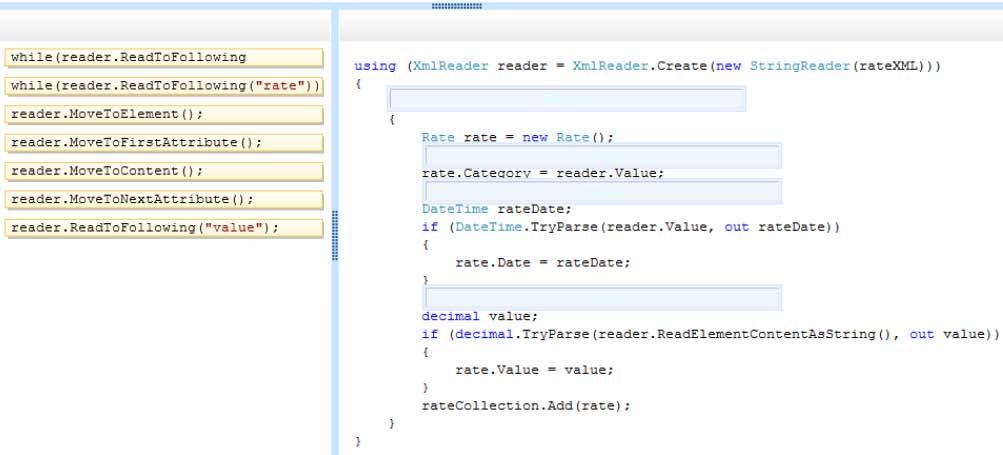 while(reader.ReadToFollowing
while(reader.ReadToFollowing("rate"))
reader.MoveToElement();
reader.MoveToFirstAttribute();
reader.MoveToContent();
reader.MoveToNextAttribute();
reader.ReadToFollowing("value");
using (XmlReader reader = XmlReader.Create(new StringReader(rateXML)))
{
{
Rate rate = new Rate();
rate.Category = reader.Value;
DateTime rateDate;
if (DateTime.TryParse(reader.Value, out rateDate))
{
rate.Date = rateDate;
}
decimal value;
if (decimal.TryParse(reader.ReadElementContentAsString(), out value))
{
rate.Value = value;
}
rateCollection.Add(rate);
}
}